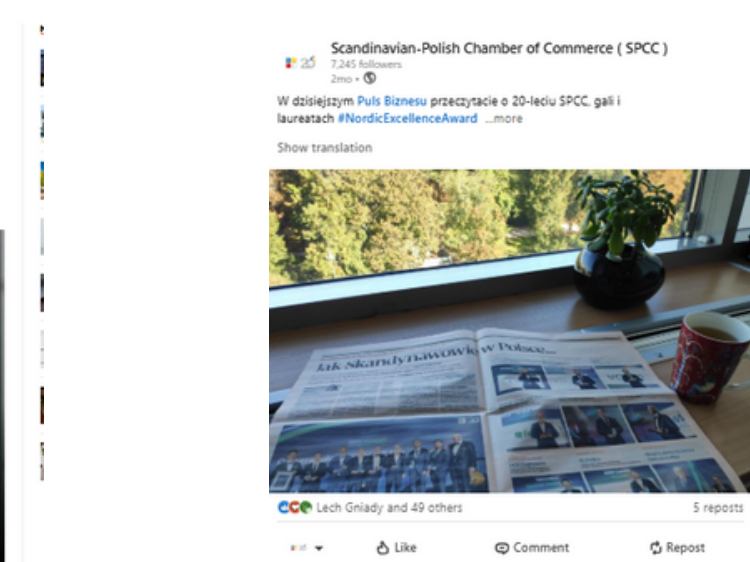 Scandinavian-Polish Chamber of Commerce ( SPCC )
7,245 followers
2mo •
W dzisiejszym Puls Biznesu przeczytacie o 20-leciu SPCC, gali i
laureatach #NordicExcellenceAward ...more
Show translation
Jak Skandynawowie w Polsce...
Lech Gniady and 49 others
5 reposts
Like
Comment
Repost